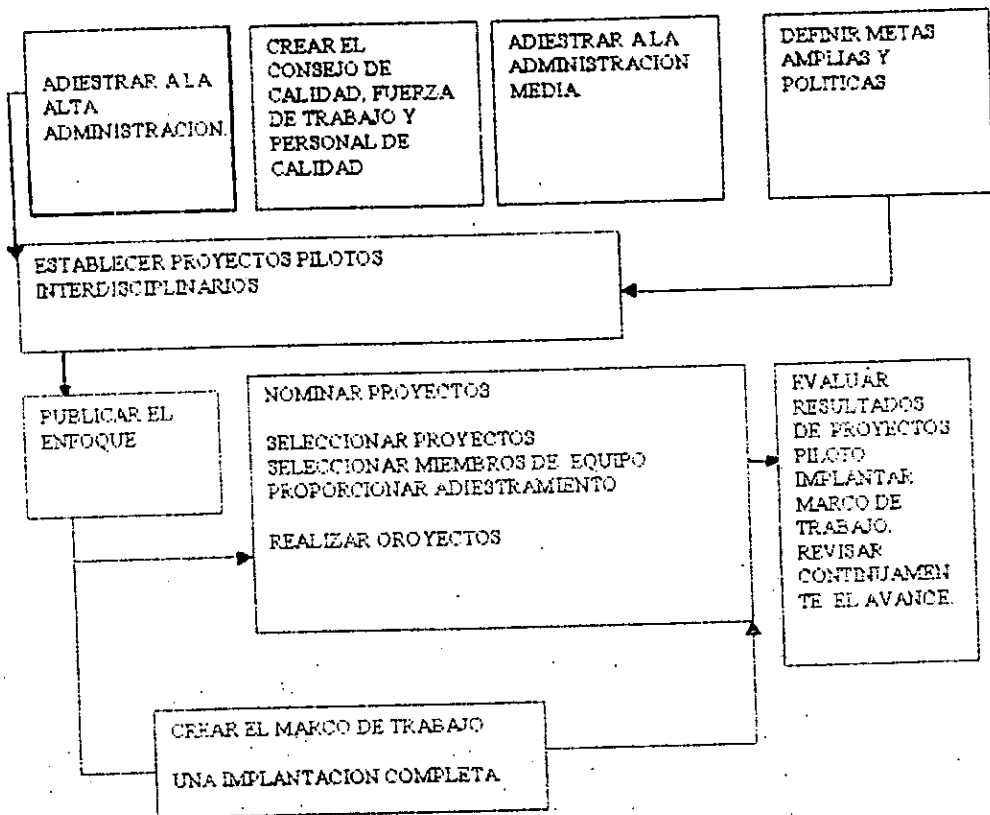 ADIESTRAR A LA
ALTA
ADMINISTRACION.
CREAR EL
CONSEJO DE
CALIDAD, FUERZA
DE TRABAJO Y
PERSONAL DE
CALIDAD
ADIESTRAR A LA
ADMINISTRACION
MEDIA
DEFINIR METAS
AMPLIAS Y
POLITICAS
ESTABLECER PROYECTOS PILOTOS
INTERDISCIPLINARIOS
PUBLICAR EL
ENFOQUE
NOMINAR PROYECTOS
SELECCIONAR PROYECTOS
SELECCIONAR MIEMBROS DE EQUIPO
PROPORCIONAR ADIESTRAMIENTO
REALIZAR OROYECTOS
EVALUAR
RESULTADOS
DE PROYECTOS
PILOTO
IMPLANTAR
MARCO DE
TRABAJO.
REVISAR
CONTINUAMEN
TE EL AVANCE.
CREAR EL MARCO DE TRABAJO
UNA IMPLANTACION COMPLETA